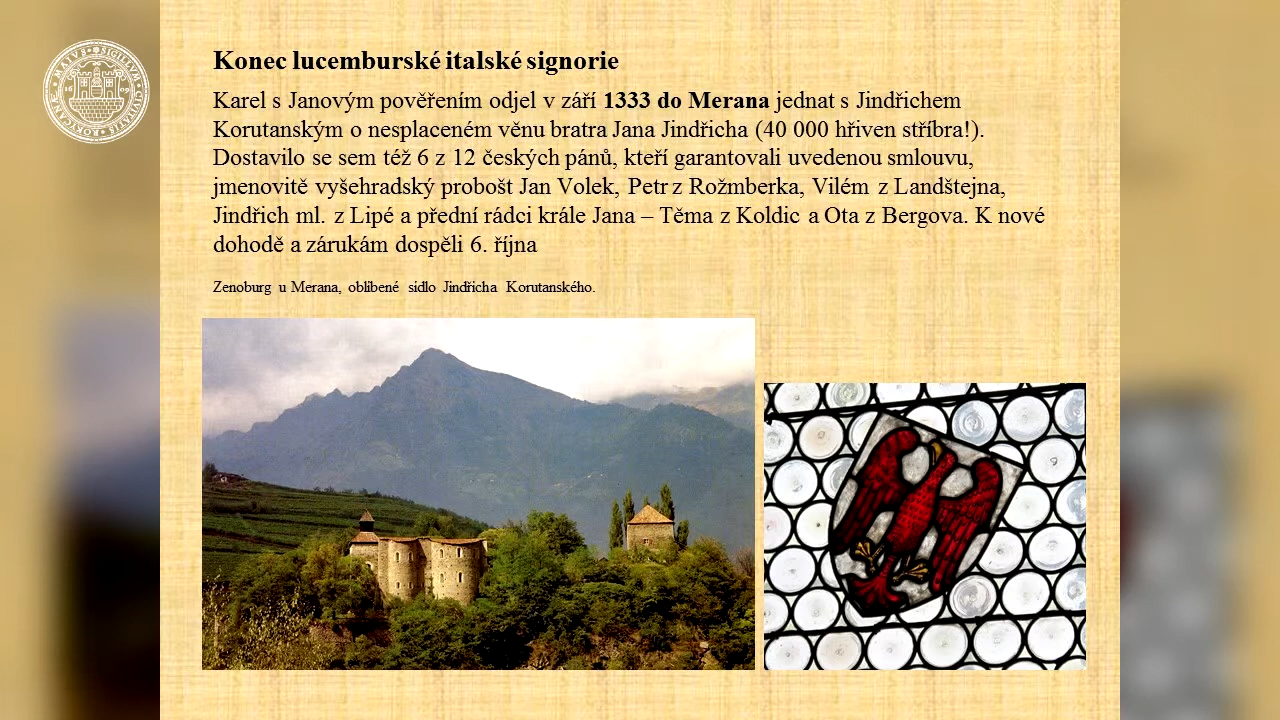 Konec lucemburské italské signorie
Karel s Janovým pověřením odjel v září 1333 do Merana jednat s Jindřichem
Korutanským o nesplaceném věnu bratra Jana Jindřicha (40 000 hřiven stříbra!).
Dostavilo se sem též 6 z 12 českých pánů, kteří garantovali uvedenou smlouvu,
jmenovitě vyšehradský probošt Jan Volek, Petr z Rožmberka, Vilém z Landštejna,
Jindřich ml. z Lipé a přední rádci krále Jana – Těma z Koldic a Ota z Bergova. K nové
dohodě a zárukám dospěli 6. října
Zenoburg u Merana, oblíbené sídlo Jindřicha Korutanského.